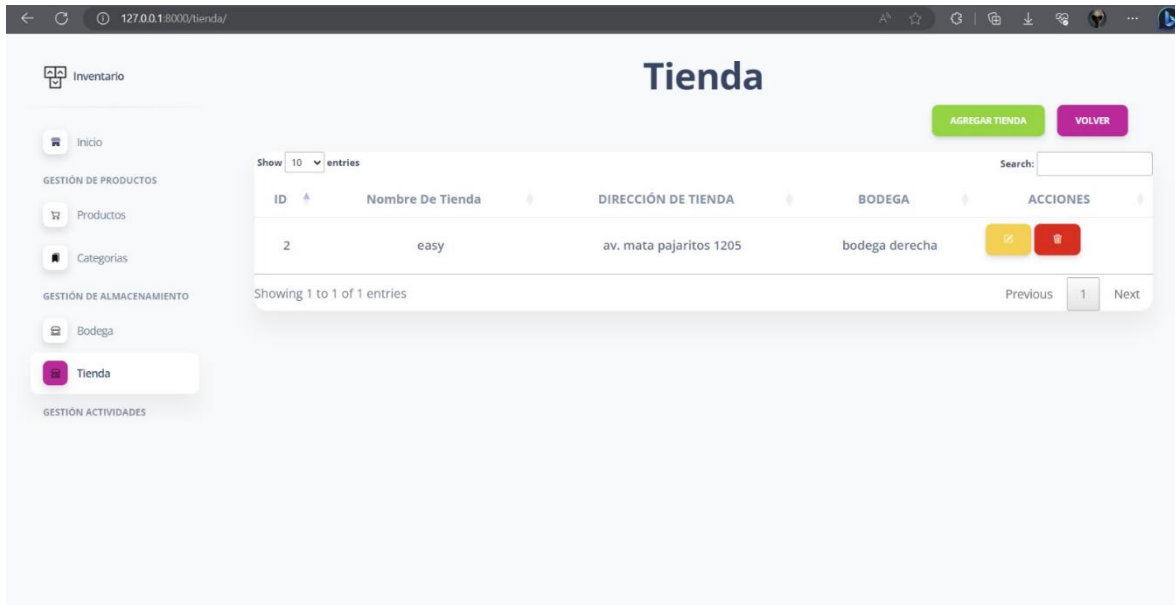 127.0.0.1:8000/tienda/
Inventario
Tienda
AGREGAR TIENDA VOLVER
Inicio
GESTIÓN DE PRODUCTOS
Productos
Categorias
GESTIÓN DE ALMACENAMIENTO
Bodega
Tienda
GESTIÓN ACTIVIDADES
Show 10 entries Search:
ID Nombre De Tienda DIRECCIÓN DE TIENDA BODEGA ACCIONES
2 easy av. mata pajaritos 1205 bodega derecha
Showing 1 to 1 of 1 entries Previous 1 Next